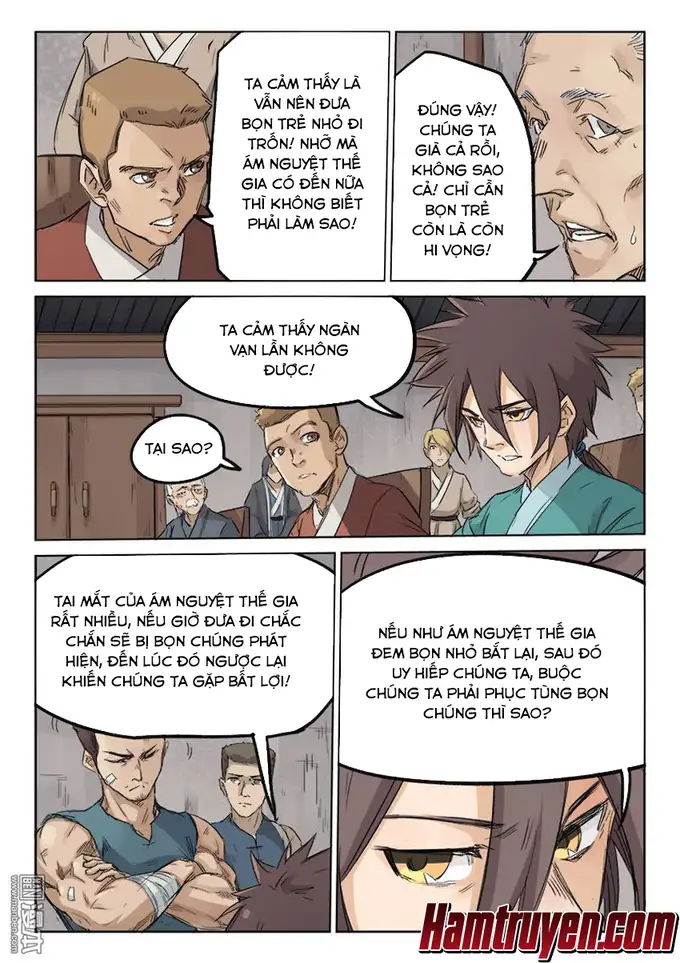 TA CẢM THẤY LÀ
VẪN NÊN ĐƯA
BỌN TRẺ NHỎ ĐI
TRỐN! NHỠ MÀ
ÁM NGUYỆT THẾ
GIA CÓ ĐẾN NỮA
THÌ KHÔNG BIẾT
PHẢI LÀM SAO!
ĐÚNG VẬY!
CHÚNG TA
GIÀ CẢ RỒI,
KHÔNG SAO
CẢ! CHỈ CẦN
BỌN TRẺ
CÒN LÀ CÒN
HI VỌNG!
TA CẢM THẤY NGÀN
VẠN LẦN KHÔNG
ĐƯỢC!
TẠI SAO?
TAI MẮT CỦA ÁM NGUYỆT THẾ GIA
RẤT NHIỀU, NẾU GIỜ ĐƯA ĐI CHẮC
CHẮN SẼ BỊ BỌN CHÚNG PHÁT
HIỆN, ĐẾN LÚC ĐÓ NGƯỢC LẠI
KHIẾN CHÚNG TA GẶP BẤT LỢI!
NẾU NHƯ ÁM NGUYỆT THẾ GIA
ĐEM BỌN NHỎ BẮT LẠI, SAU ĐÓ
UY HIẾP CHÚNG TA, BUỘC
CHÚNG TA PHẢI PHỤC TÙNG BỌN
CHÚNG THÌ SAO?
Hamtruyen.com
Hamtruyen.com